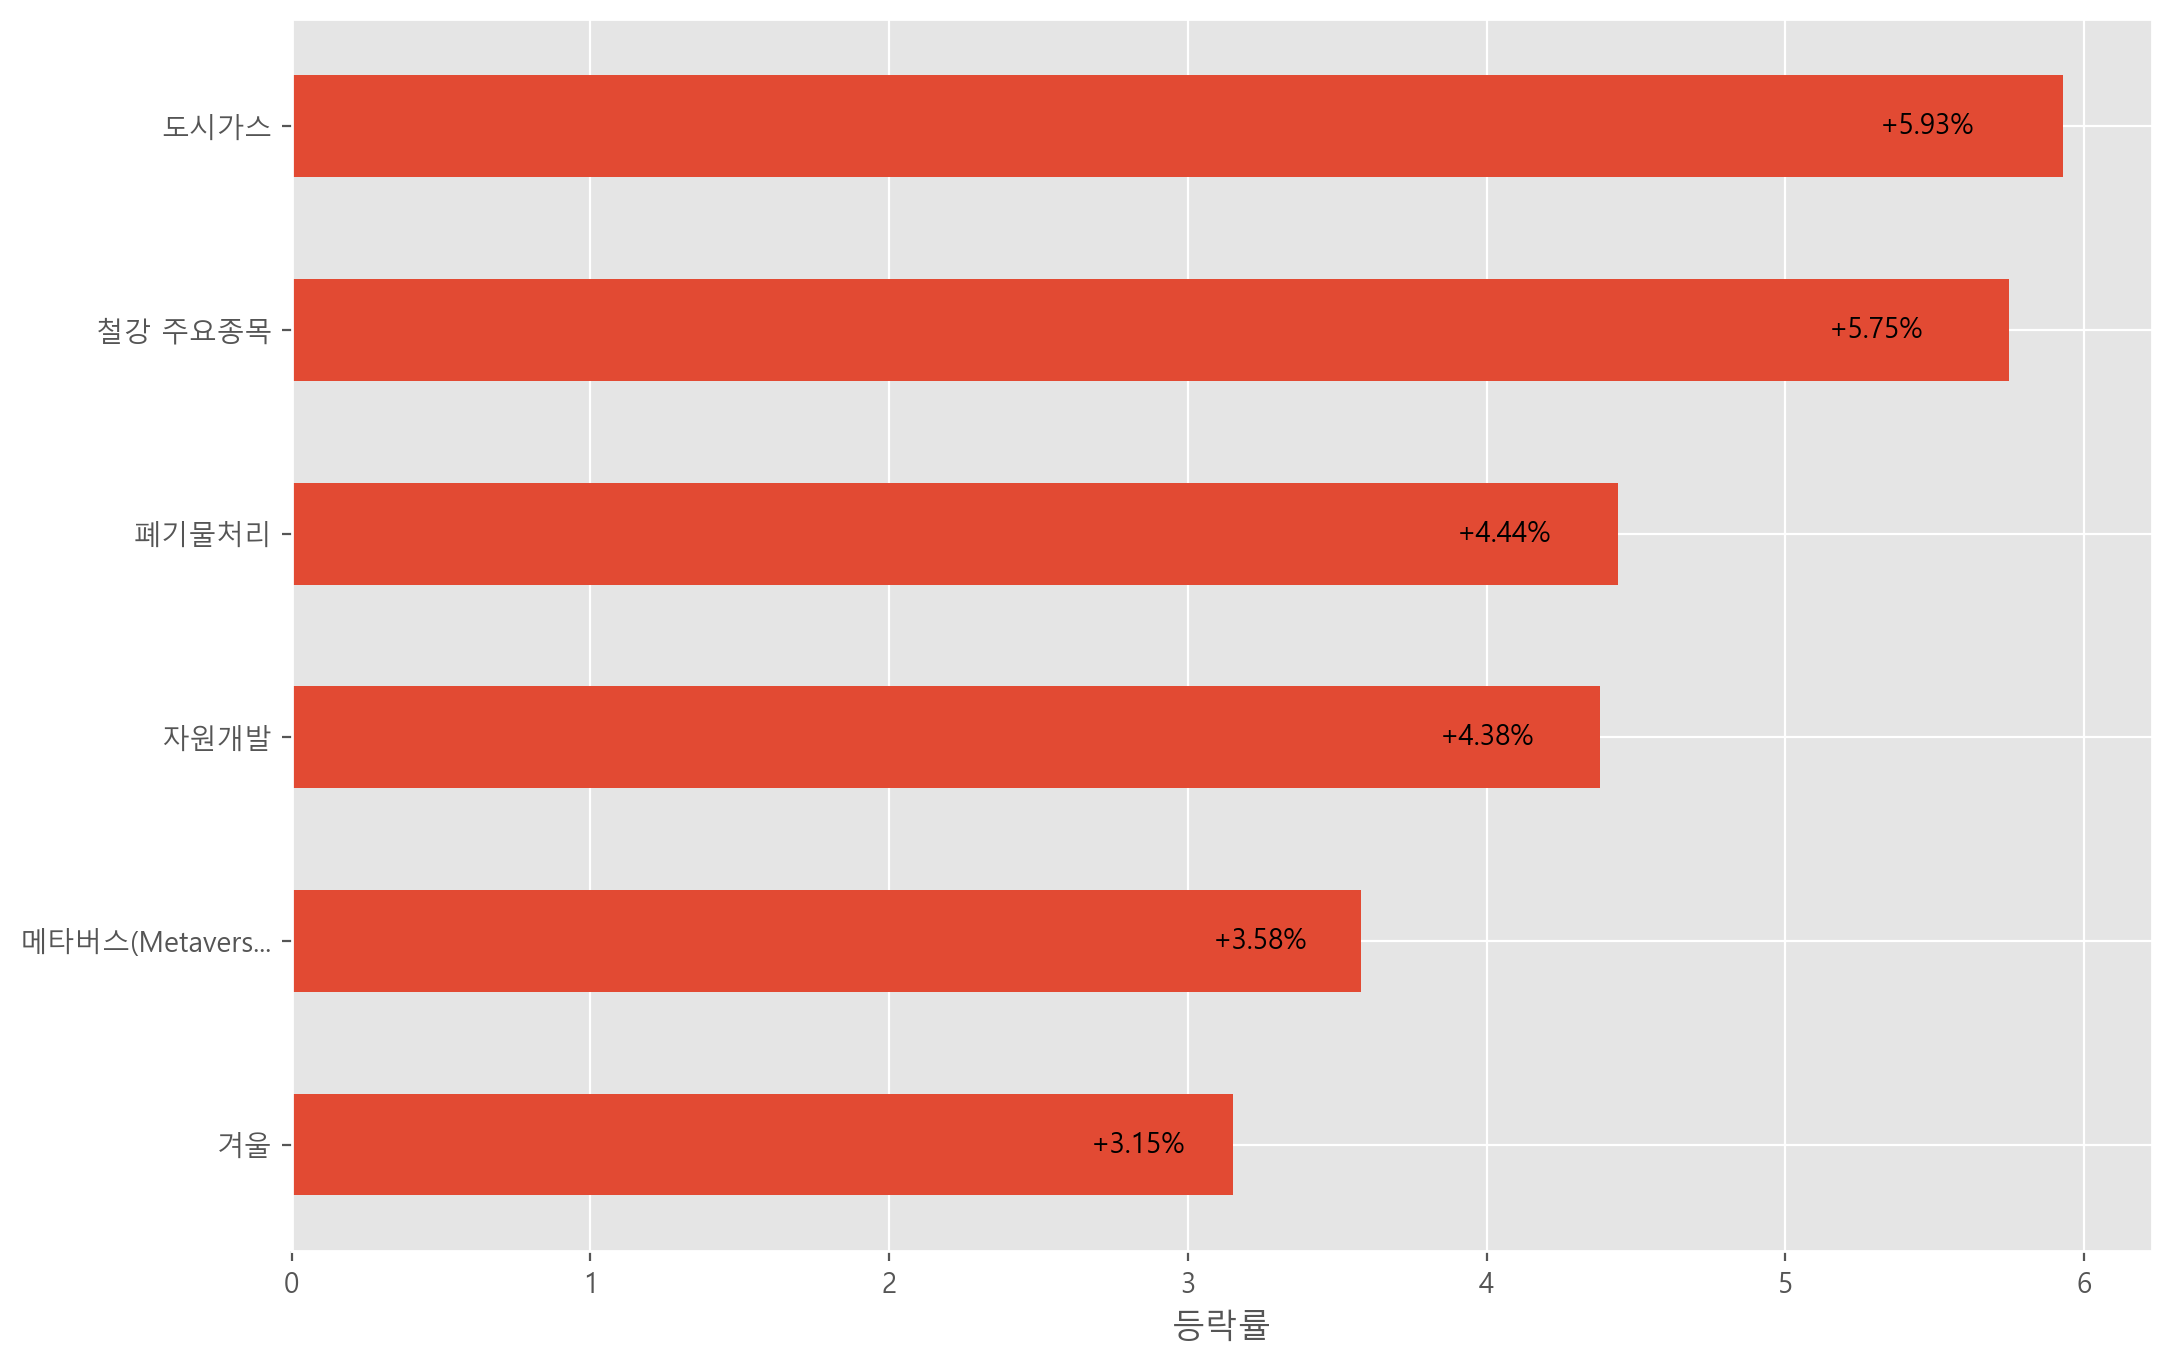 도시가스
+5.93%
철강 주요종목
+5.75%
폐기물처리
+4.44%
자원개발
+4.38%
메타버스(Metavers...
+3.58%
겨울
+3.15%
0 1 2 3 4 5 6
등락률